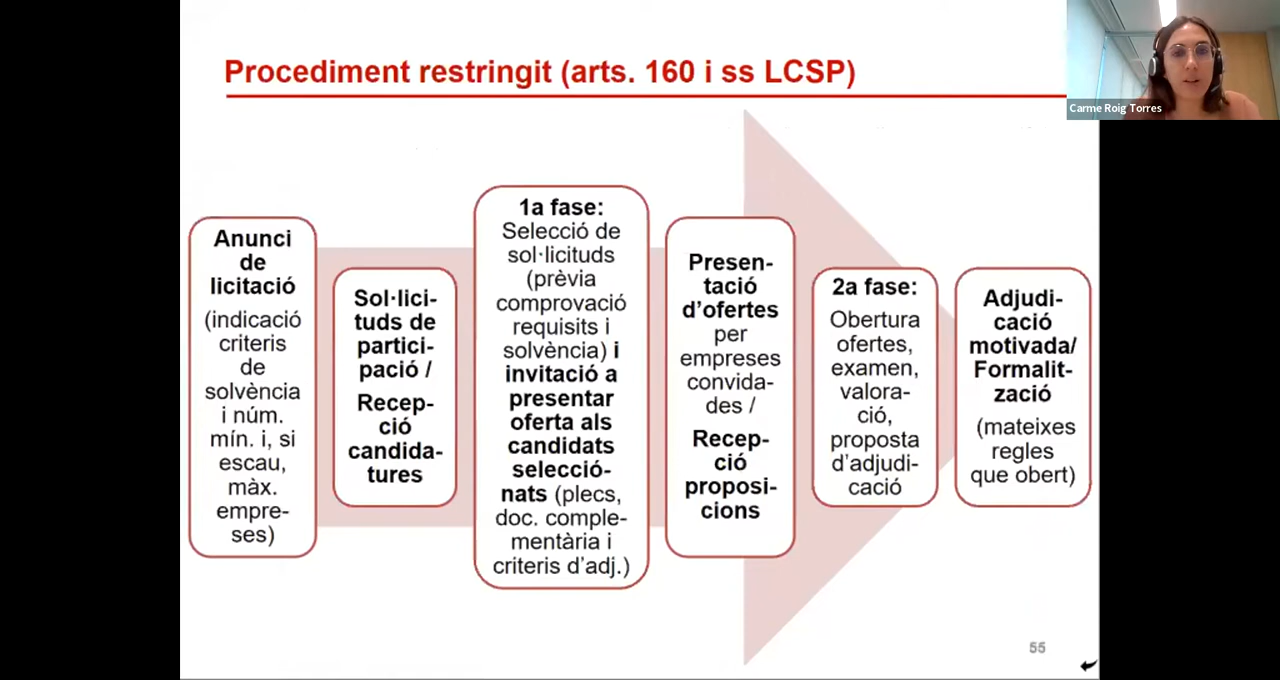 Procediment restringit (arts. 160 i ss LCSP)
Carme Roig Torres
Anunci
de
licitació
(indicació
criteris
de
solvència
i núm.
mín. i, si
escau,
màx.
empre-
ses)
Sol·lici-
tuds de
partici-
pació /
Recep-
ció
candida-
tures
1a fase:
Selecció de
sol·licituds
(prèvia
comprovació
requisits i
solvència) i
invitació a
presentar
oferta als
candidats
selecció-
nats (plecs,
doc. comple-
mentària i
criteris d'adj.)
Presen-
tació
d'ofertes
per
empreses
convida-
des /
Recep-
ció
proposi-
cions
2a fase:
Obertura
ofertes,
examen,
valora-
ció,
proposta
d'adjudi-
cació
Adjudi-
cació
motivada/
Formalit-
zació
(mateixes
regles
que obert)
55